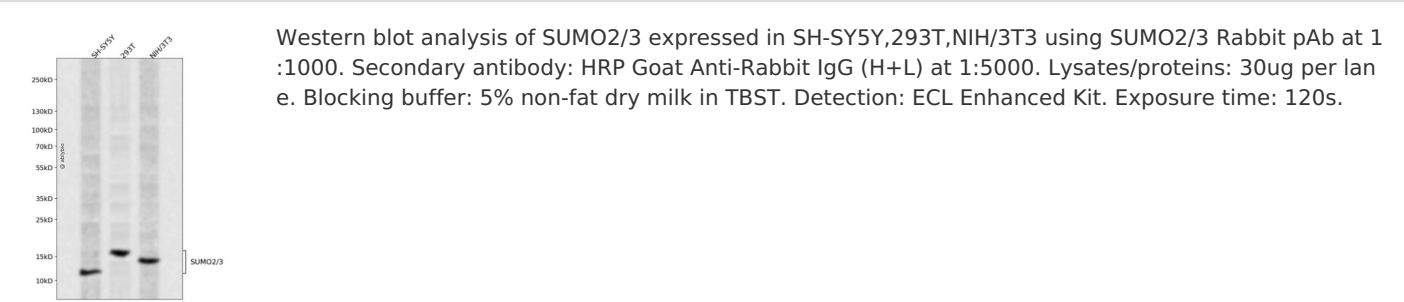 SH-SY5Y
293T
NIH/3T3
Western blot analysis of SUMO2/3 expressed in SH-SY5Y,293T,NIH/3T3 using SUMO2/3 Rabbit pAb at 1
:1000. Secondary antibody: HRP Goat Anti-Rabbit IgG (H+L) at 1:5000. Lysates/proteins: 30ug per lan
e. Blocking buffer: 5% non-fat dry milk in TBST. Detection: ECL Enhanced Kit. Exposure time: 120s.
250kD
130kD
100kD
70kD
55kD
35kD
25kD
15kD
SUMO2/3
10kD